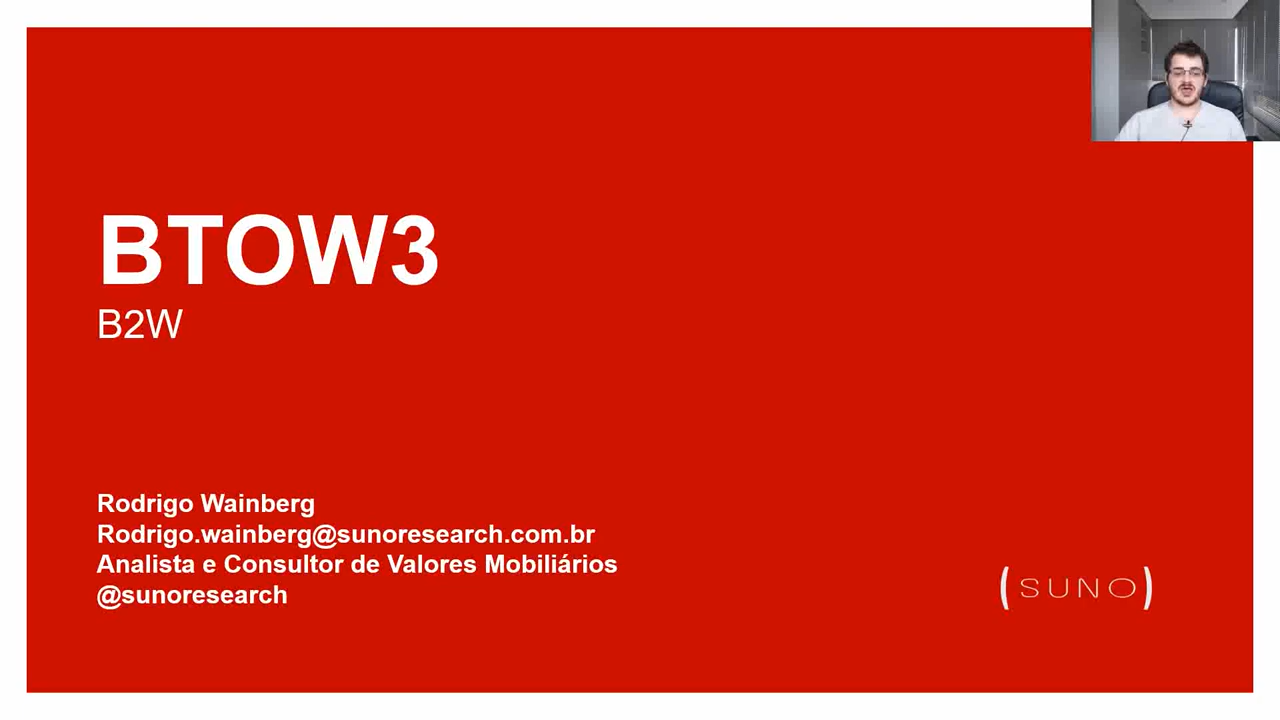 BTOW3
B2W
Rodrigo Wainberg
Rodrigo.wainberg@sunoresearch.com.br
Analista e Consultor de Valores Mobiliários
@sunoresearch
(SUNO)